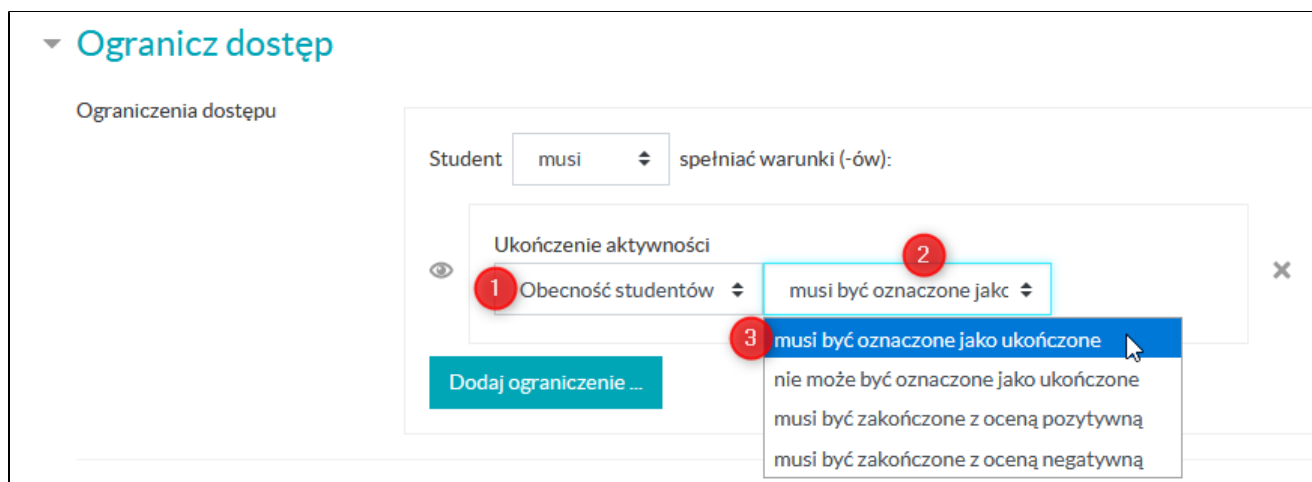 Ogranicz dostęp
Ograniczenia dostępu
Student musi spełniać warunki (-ów):
Ukończenie aktywności
2
1 Obecność studentów musi być oznaczone jakc
3 musi być oznaczone jako ukończone
Dodaj ograniczenie ...
nie może być oznaczone jako ukończone
musi być zakończone z oceną pozytywną
musi być zakończone z oceną negatywną